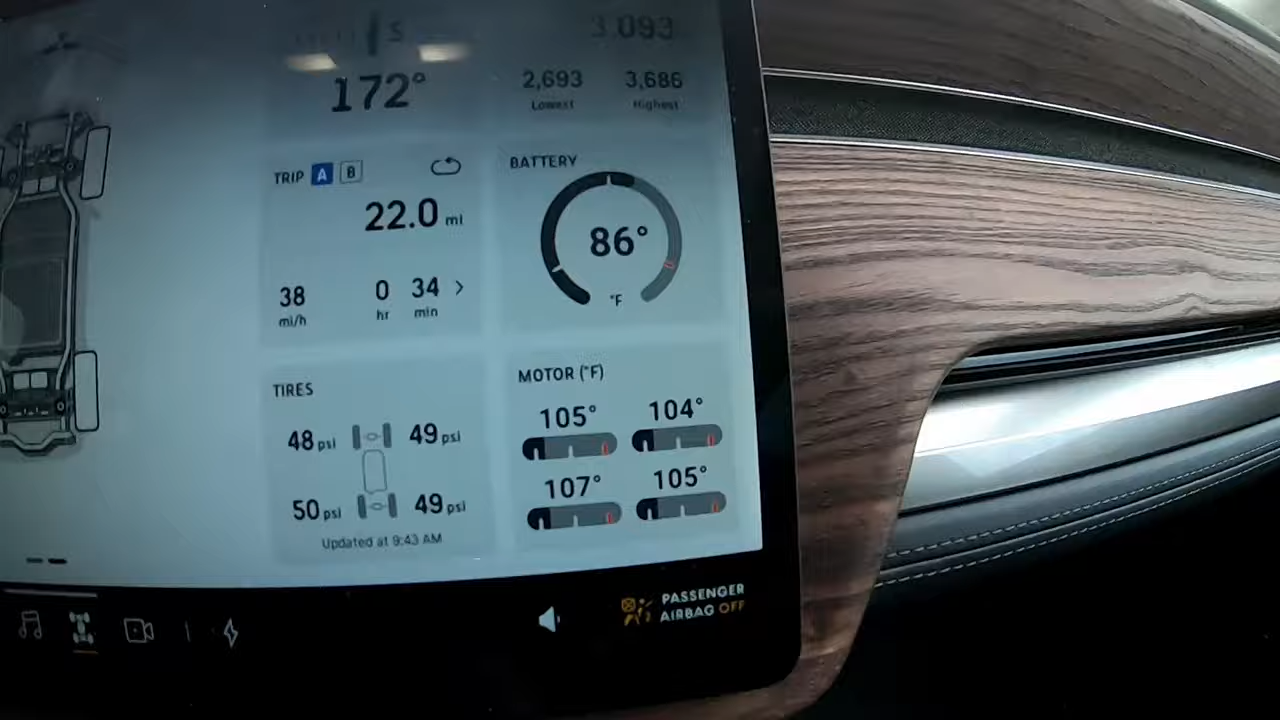 S
172°
3,093
2,693 3,686
Lowest Highest
TRIP A B
22.0 mi
38 0 34 >
mi/h hr min
BATTERY
86°
°F
TIRES
48 psi 49 psi
50 psi 49 psi
Updated at 9:43 AM
MOTOR (°F)
105° 104°
107° 105°
PASSENGER
AIRBAG OFF